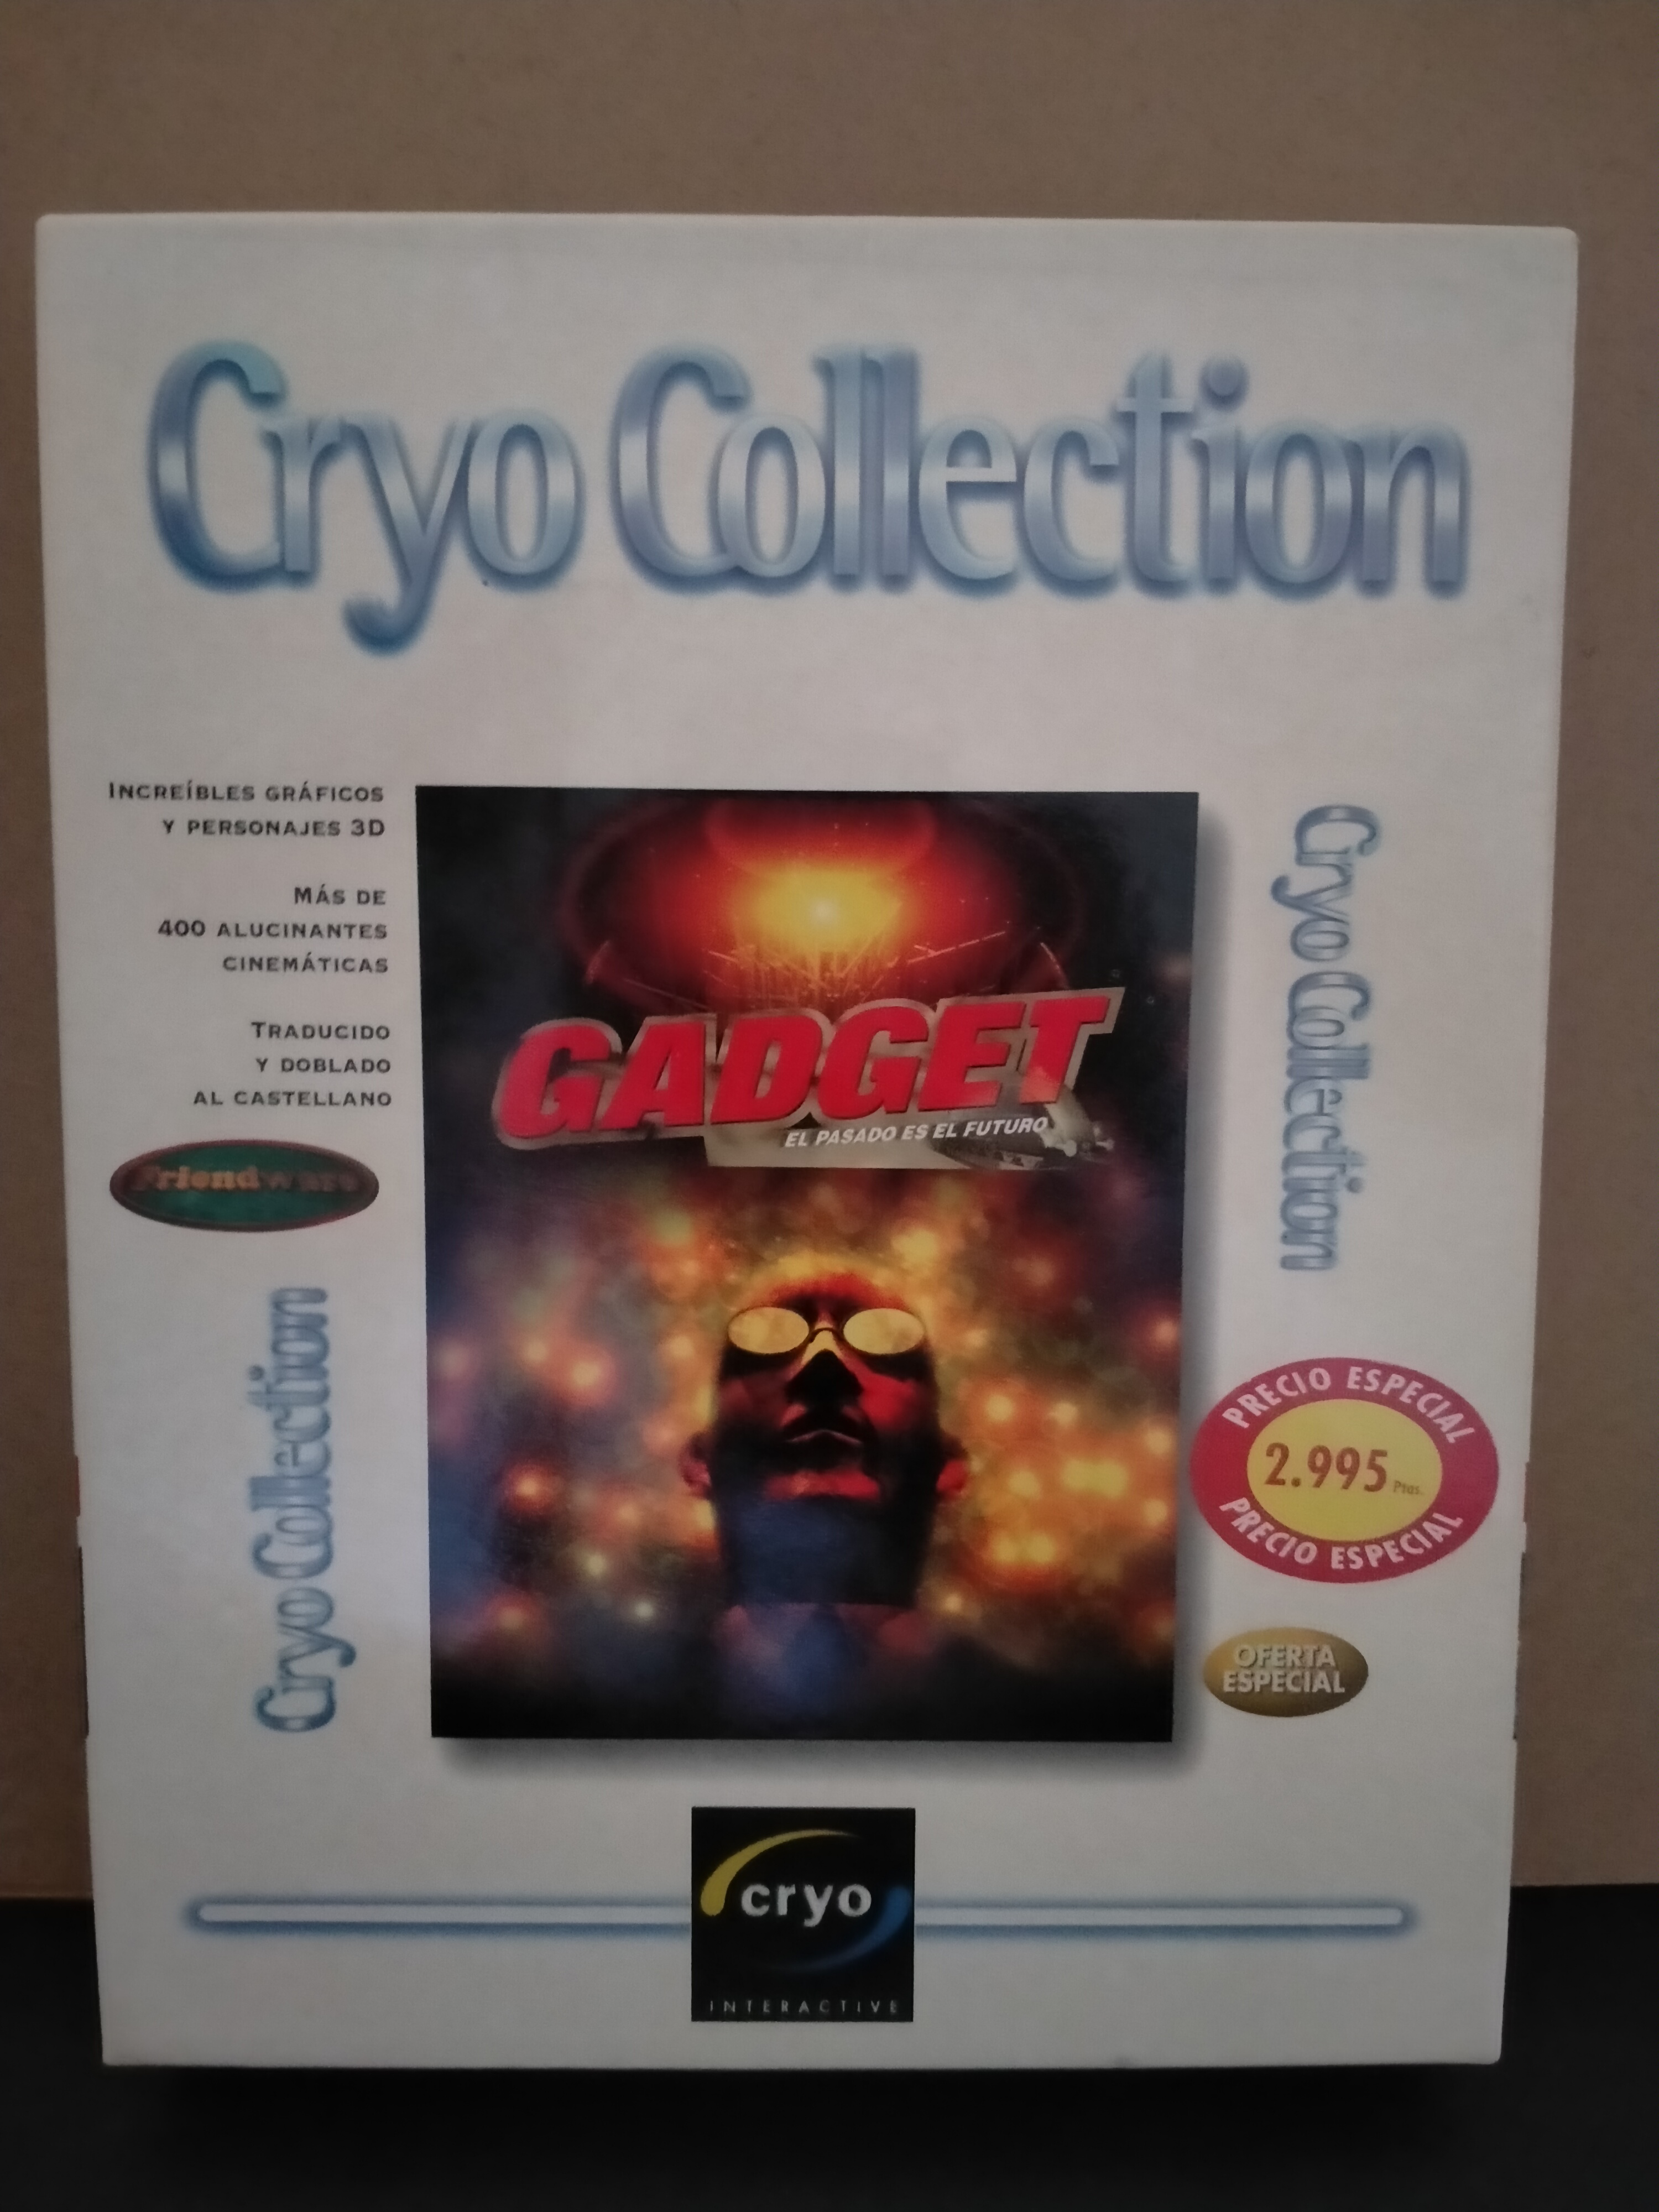 Cryo Collection
INCREÍBLES GRÁFICOS
Y PERSONAJES 3D
MÁS DE
400 ALUCINANTES
CINEMÁTICAS
TRADUCIDO
Y DOBLADO
AL CASTELLANO
Friendware
Cryo Collection
GADGET
EL PASADO ES EL FUTURO
Cryo Collection
PRECIO ESPECIAL
2.995 Ptas.
PRECIO ESPECIAL
OFERTA
ESPECIAL
cryo
INTERACTIVE